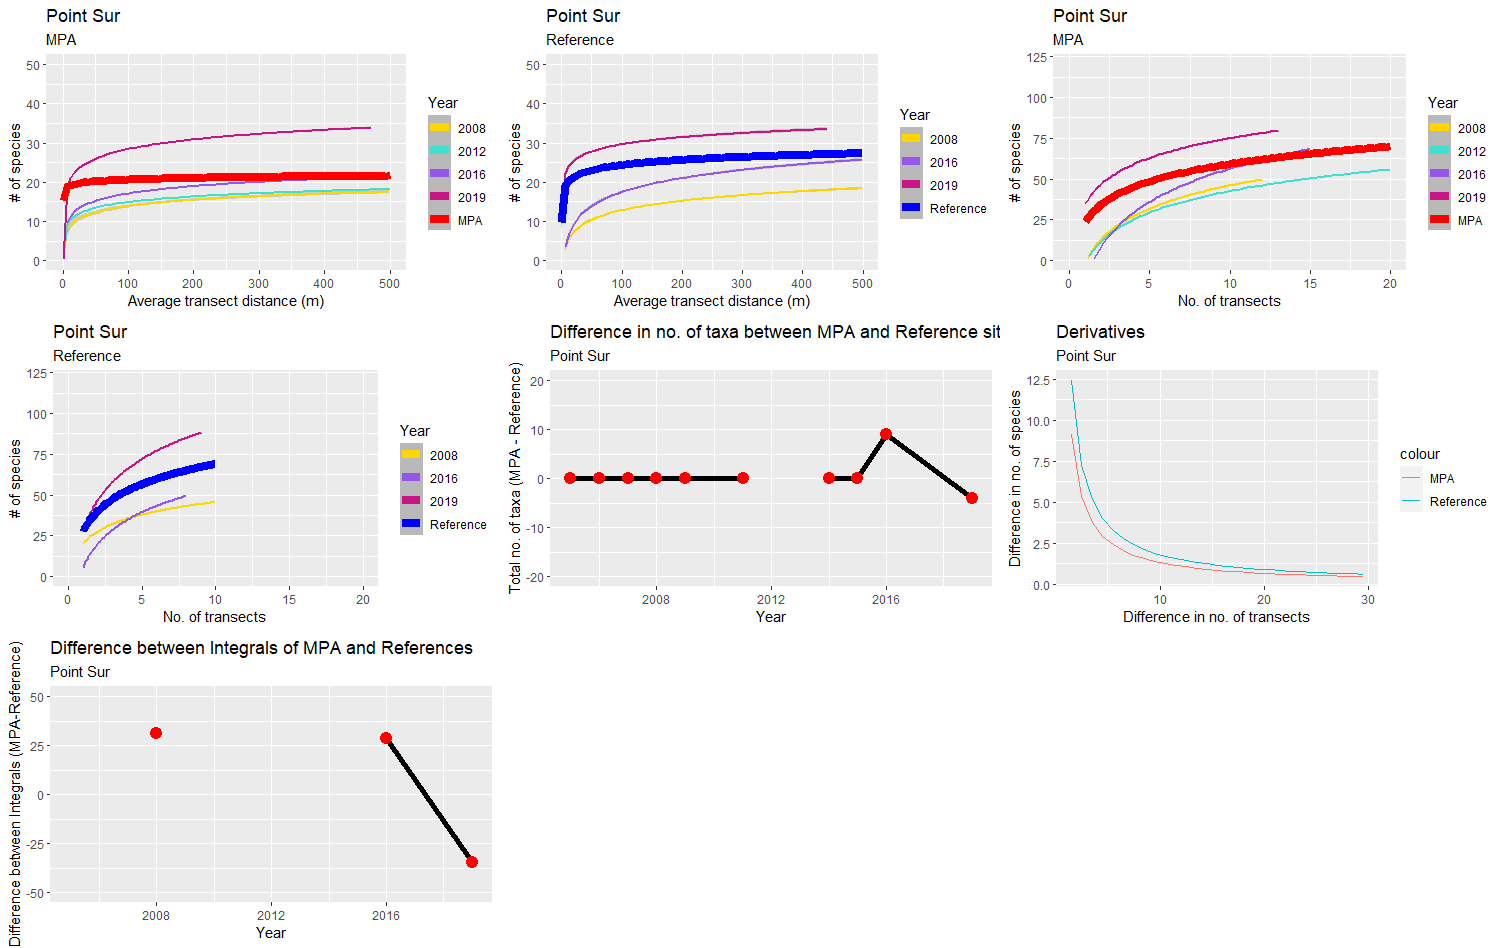 Point Sur
MPA
# of species
50
40
30
20
10
0
0 100 200 300 400 500
Average transect distance (m)
Year
2008
2012
2016
2019
MPA
Point Sur
Reference
# of species
50
40
30
20
10
0
0 100 200 300 400 500
Average transect distance (m)
Year
2008
2016
2019
Reference
Point Sur
MPA
# of species
125
100
75
50
25
0
0 5 10 15 20
No. of transects
Year
2008
2012
2016
2019
MPA
Point Sur
Reference
# of species
125
100
75
50
25
0
0 5 10 15 20
No. of transects
Year
2008
2016
2019
Reference
Difference in no. of taxa between MPA and Reference sit
Point Sur
Total no. of taxa (MPA - Reference)
20
10
0
-10
-20
2008 2012 2016
Year
Derivatives
Point Sur
Difference in no. of species
12.5
10.0
7.5
5.0
2.5
0.0
10 20 30
Difference in no. of transects
colour
MPA
Reference
Difference between Integrals of MPA and References
Point Sur
Difference between Integrals (MPA-Reference)
50
25
0
-25
-50
2008 2012 2016
Year